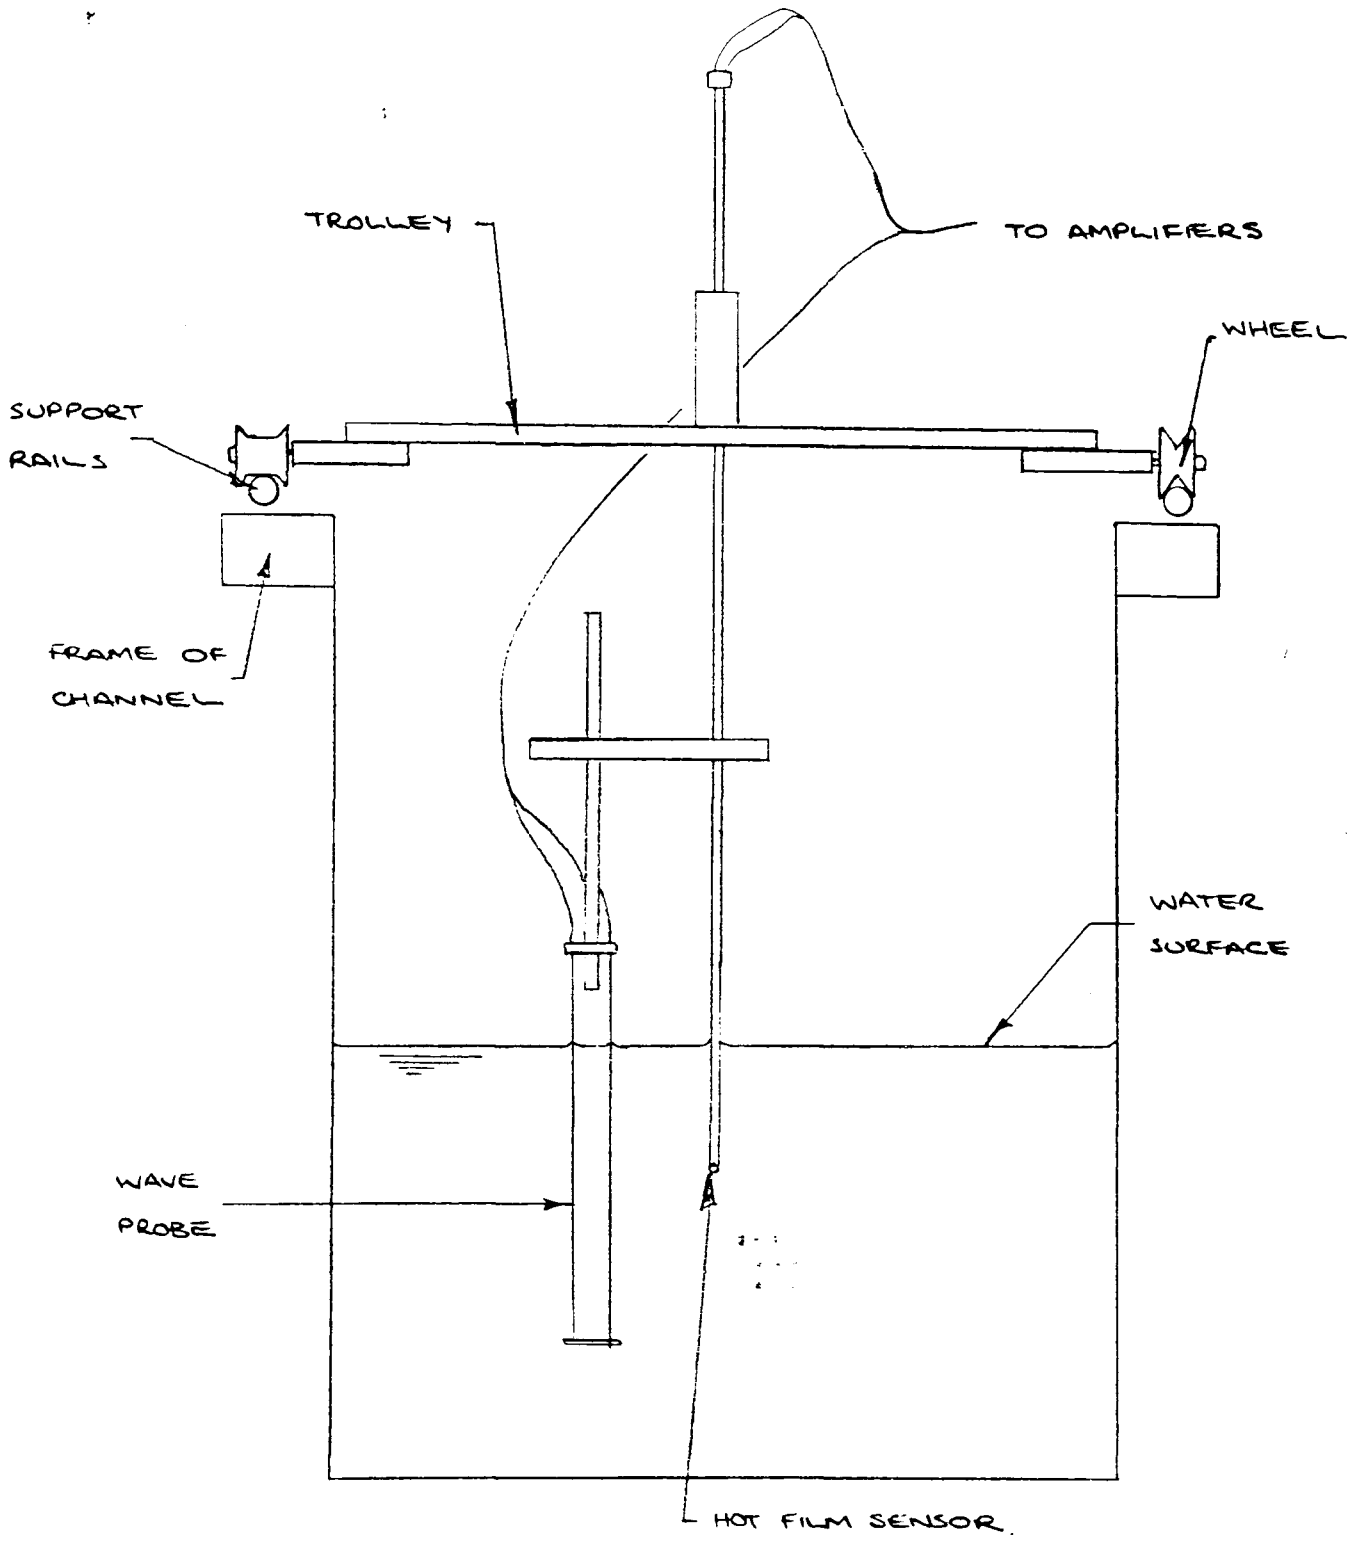 TROLLEY
TO AMPLIFIERS
WHEEL
SUPPORT
RAILS
FRAME OF
CHANNEL
WATER
SURFACE
WAVE
PROBE
HOT FILM SENSOR.